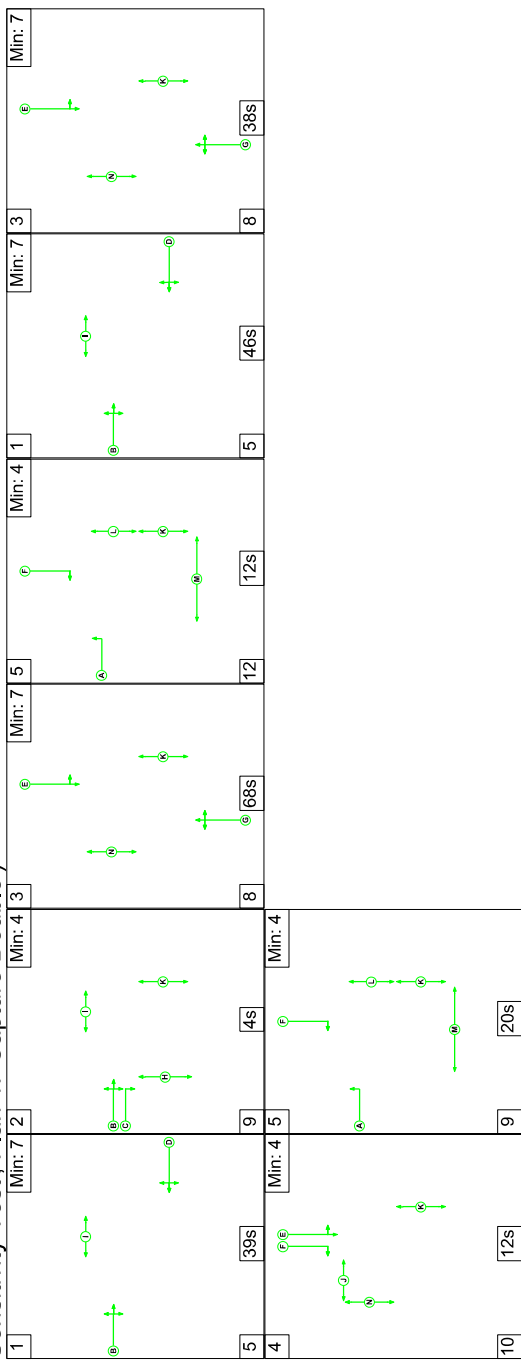 1 Min: 7
I
B
D
5 39s
2 Min: 4
I
B
C
H K
9 4s
3 Min: 7
E
N
K
G
8 68s
5 Min: 4
F
A
L
K
M
12 12s
1 Min: 7
I
B
D
5 46s
3 Min: 7
E
N
K
G
8 38s
4 Min: 4
F E
J
N
K
10 12s
5 Min: 4
F
A
L
K
M
9 20s